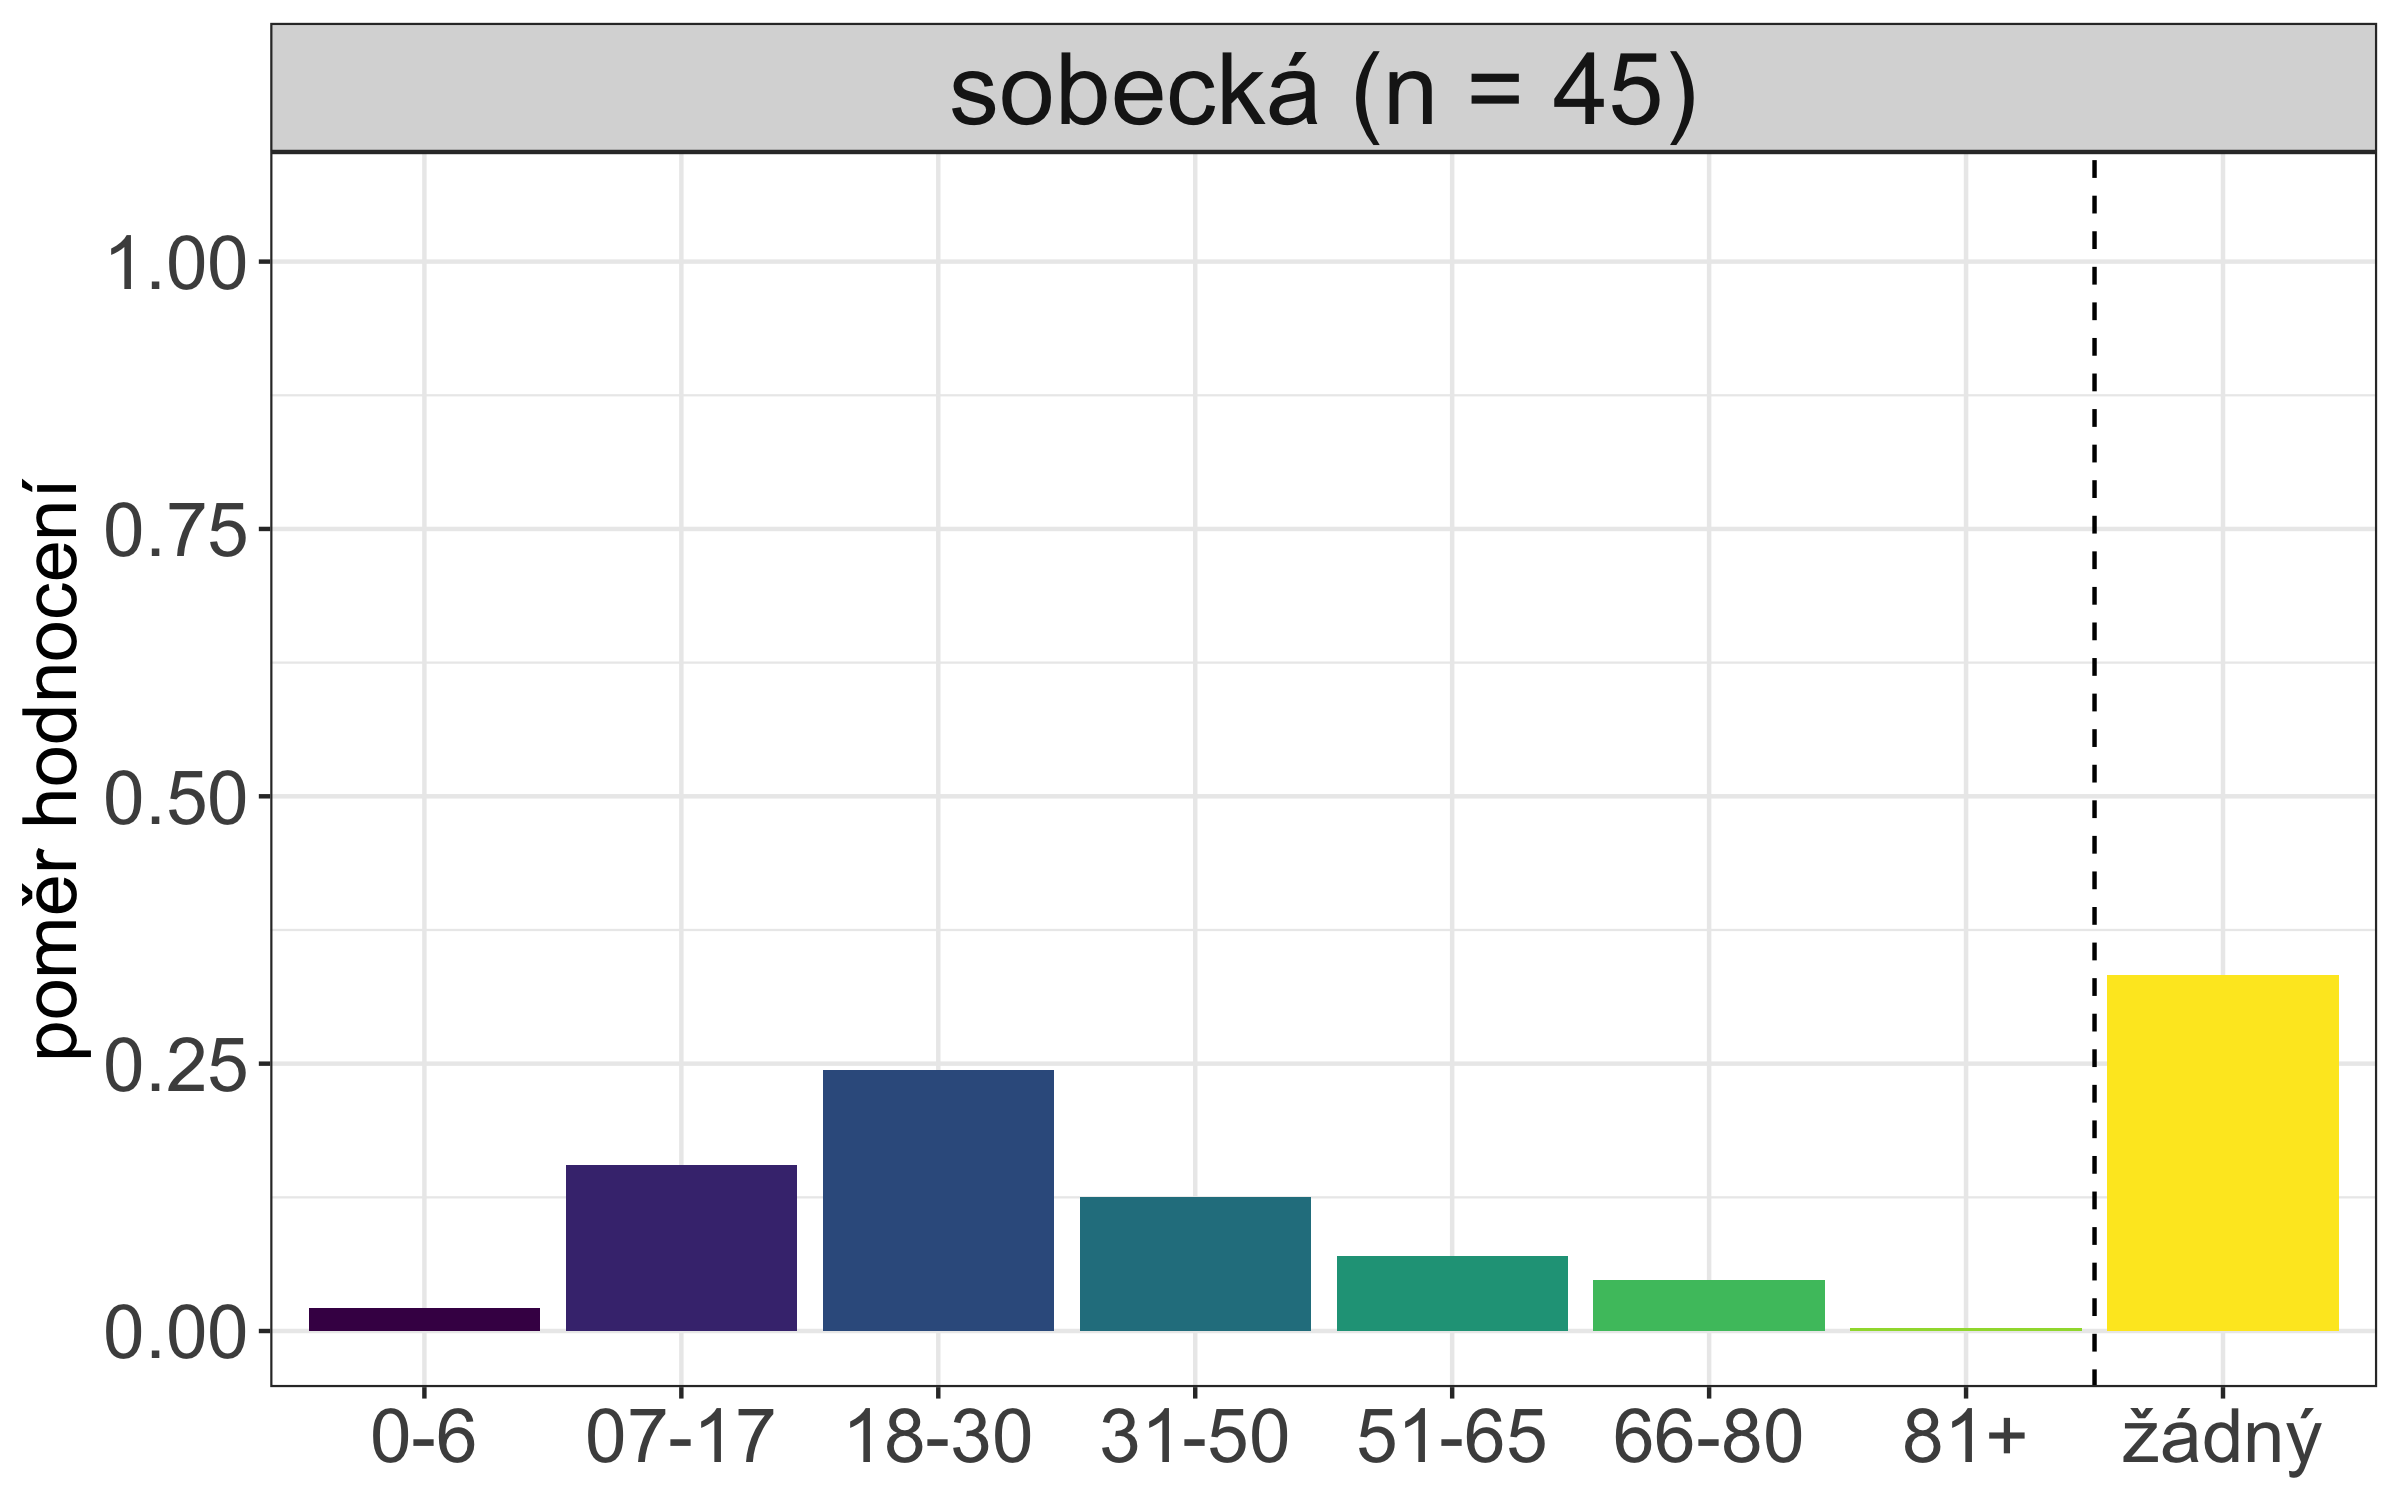 sobecká (n = 45)
poměr hodnocení
1.00
0.75
0.50
0.25
0.00
0-6 07-17 18-30 31-50 51-65 66-80 81+ žádný